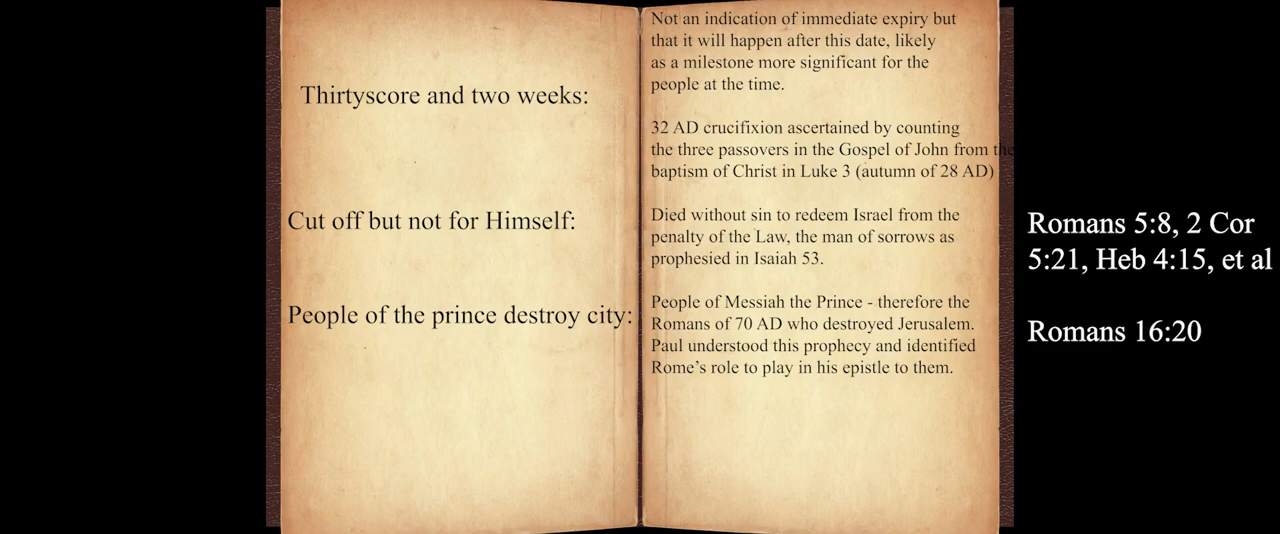 Thirtyscore and two weeks:
Cut off but not for Himself:
People of the prince destroy city:
Not an indication of immediate expiry but
that it will happen after this date, likely
as a milestone more significant for the
people at the time.
32 AD crucifixion ascertained by counting
the three passovers in the Gospel of John from the
baptism of Christ in Luke 3 (autumn of 28 AD)
Died without sin to redeem Israel from the
penalty of the Law, the man of sorrows as
prophesied in Isaiah 53.
People of Messiah the Prince - therefore the
Romans of 70 AD who destroyed Jerusalem.
Paul understood this prophecy and identified
Rome's role to play in his epistle to them.
Romans 5:8, 2 Cor
5:21, Heb 4:15, et al
Romans 16:20